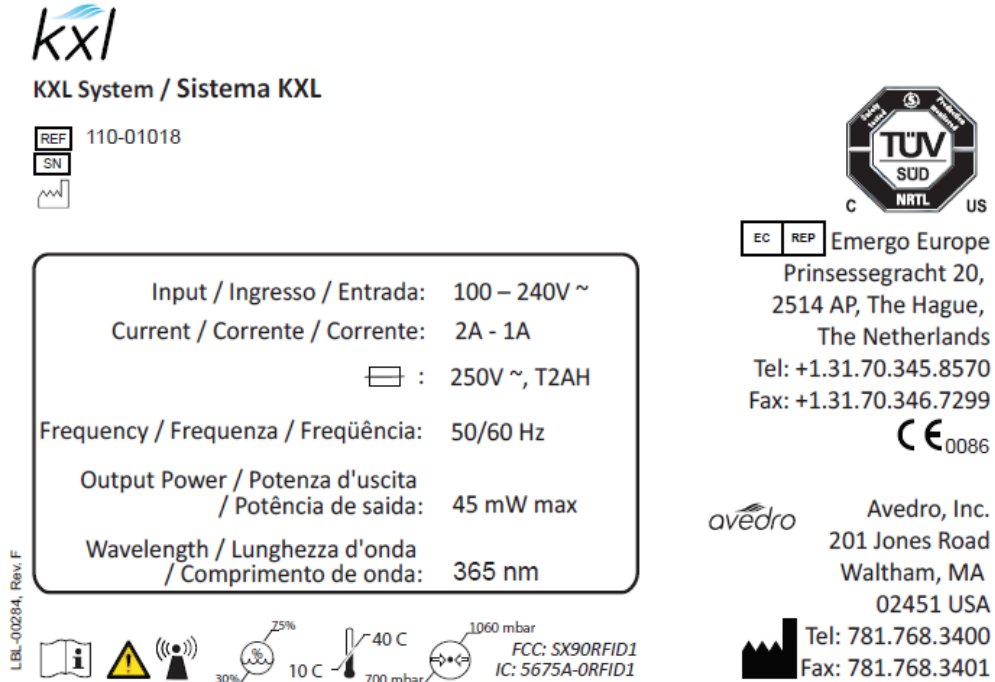 kxl
KXL System / Sistema KXL
REF 110-01018
SN
Input / Ingresso / Entrada: 100 – 240V ~
Current / Corrente / Corrente: 2A - 1A
: 250V ~, T2AH
Frequency / Frequenza / Freqüência: 50/60 Hz
Output Power / Potenza d'uscita
/ Potência de saida: 45 mW max
Wavelength / Lunghezza d'onda
/ Comprimento de onda: 365 nm
LBL-00284, Rev. F
75%
%
30%
40 C
10 C
1060 mbar
700 mbar
FCC: SX90RFID1
IC: 5675A-0RFID1
Safety Tested
S
Production Monitored
TÜV
SÜD
NRTL
C US
EC REP Emergo Europe
Prinsessegracht 20,
2514 AP, The Hague,
The Netherlands
Tel: +1.31.70.345.8570
Fax: +1.31.70.346.7299
CE 0086
avedro
Avedro, Inc.
201 Jones Road
Waltham, MA
02451 USA
Tel: 781.768.3400
Fax: 781.768.3401